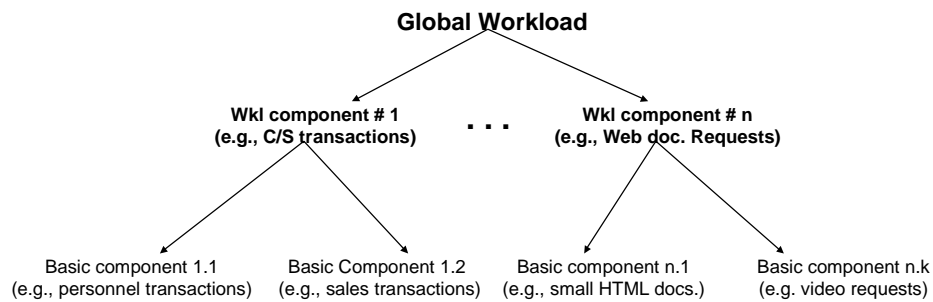 Global Workload
Wkl component # 1
(e.g., C/S transactions)
. . .
Wkl component # n
(e.g., Web doc. Requests)
Basic component 1.1
(e.g., personnel transactions)
Basic Component 1.2
(e.g., sales transactions)
Basic component n.1
(e.g., small HTML docs.)
Basic component n.k
(e.g. video requests)